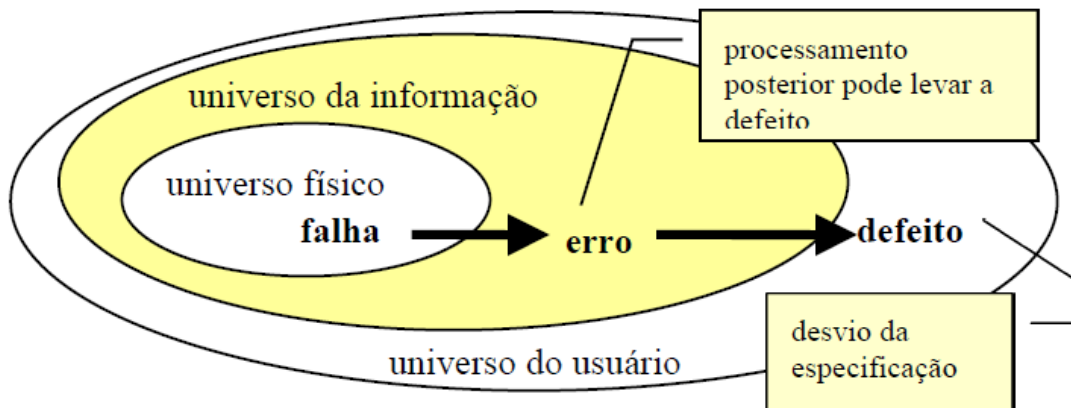 processamento
posterior pode levar a
defeito
universo da informação
universo físico
falha
erro
defeito
desvio da
especificação
universo do usuário